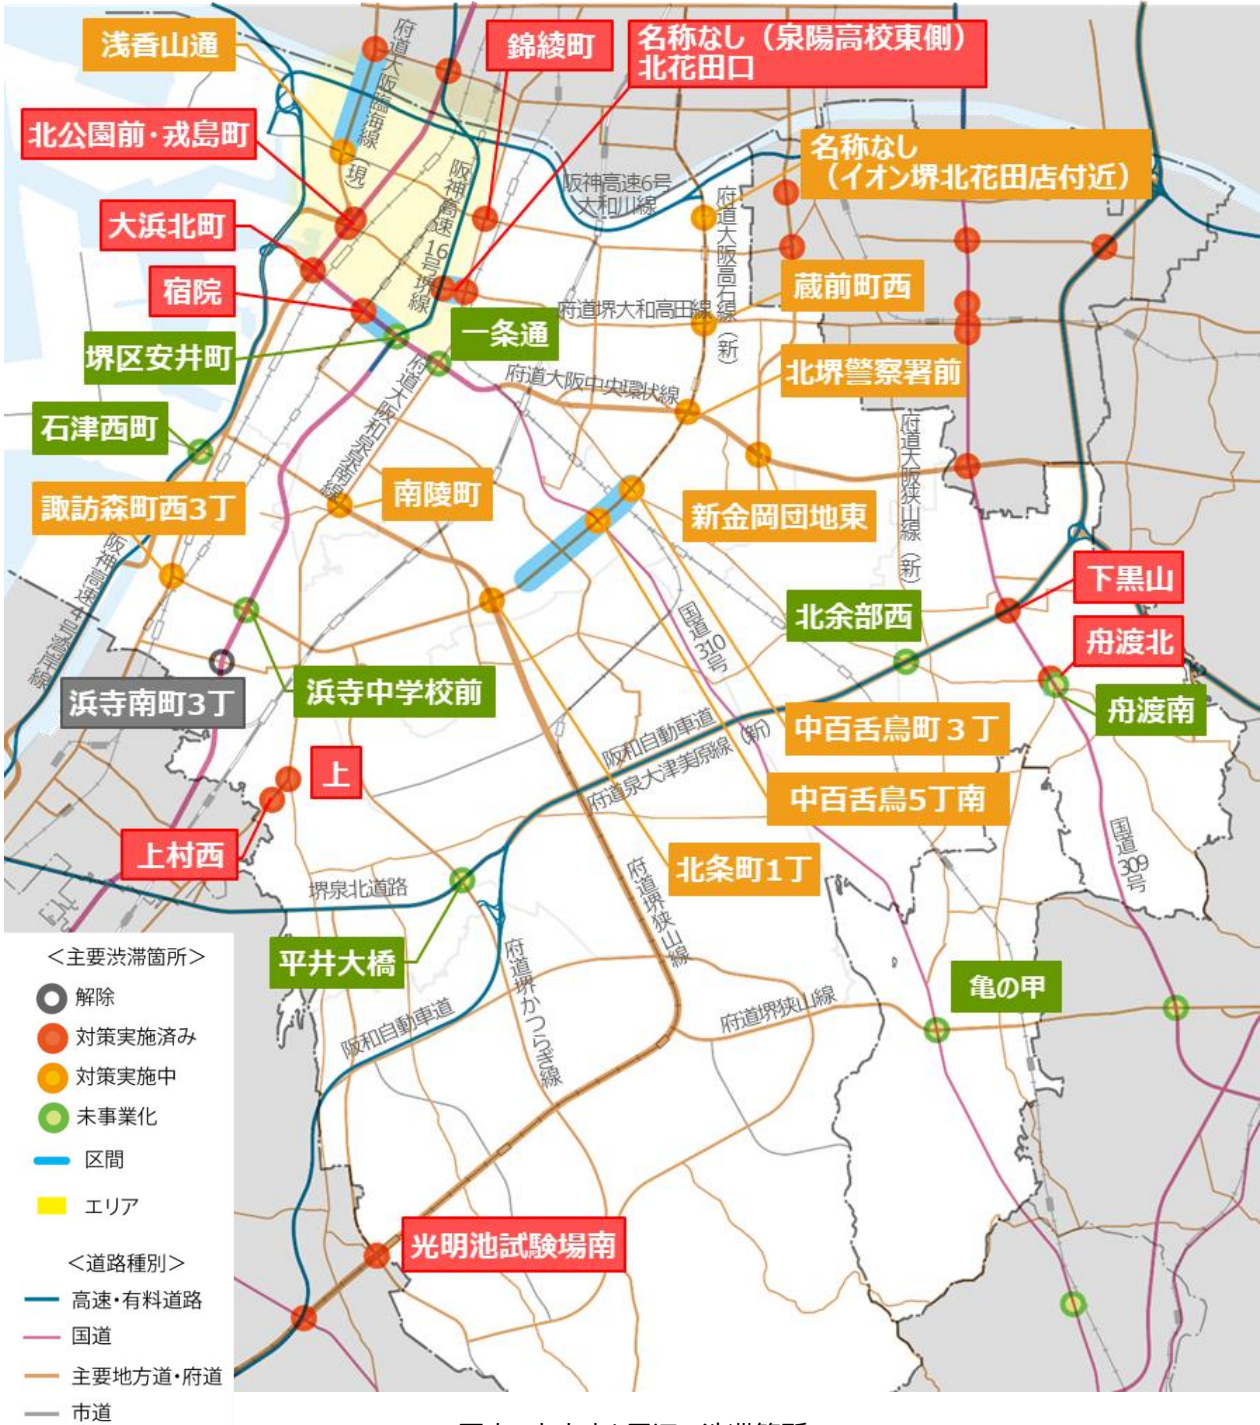 浅香山通
府道大阪臨海線
(現)
錦綾町
名称なし（泉陽高校東側）
北花田口
北公園前・戎島町
阪神高速6号
大和川線
名称なし
（イオン堺北花田店付近）
大浜北町
阪神高速16号堺線
府道大阪高石線（新）
宿院
府道堺大和高田線
蔵前町西
一条通
堺区安井町
府道大阪中央環状線
北堺警察署前
府道大阪和泉泉南線
石津西町
府道大阪狭山線（新）
南陵町
諏訪森町西3丁
新金岡団地東
阪神高速4号湾岸線
下黒山
国道310号
北余部西
舟渡北
浜寺南町3丁
浜寺中学校前
舟渡南
阪和自動車道
府道泉大津美原線（新）
中百舌鳥町３丁
上
中百舌鳥5丁南
上村西
国道309号
北条町1丁
堺泉北道路
府道堺狭山線
平井大橋
府道堺かつらぎ線
亀の甲
阪和自動車道
府道堺狭山線
光明池試験場南
＜主要渋滞箇所＞
解除
対策実施済み
対策実施中
未事業化
区間
エリア
＜道路種別＞
高速・有料道路
国道
主要地方道・府道
市道